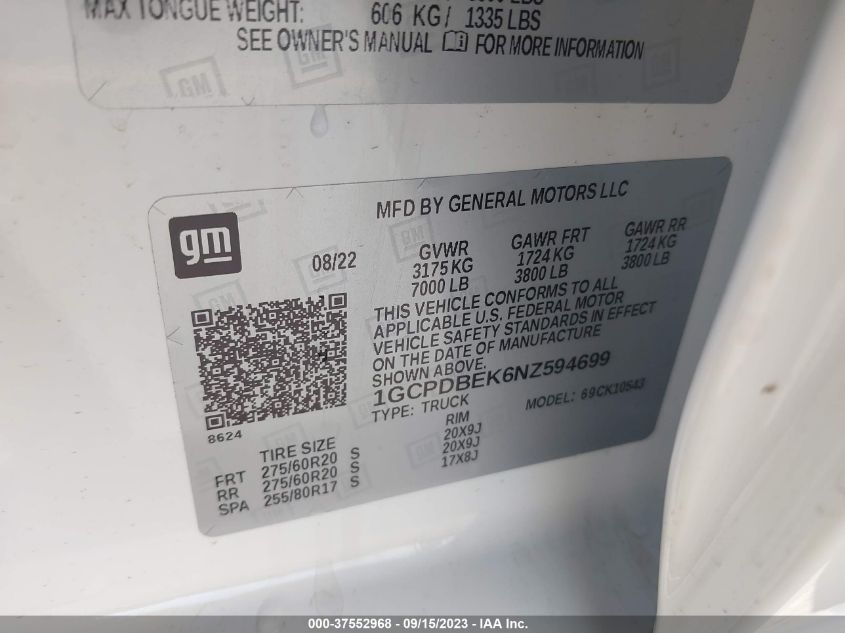 MAX TONGUE WEIGHT: 606 KG / 1335 LBS
SEE OWNER'S MANUAL FOR MORE INFORMATION
MFD BY GENERAL MOTORS LLC
gm
08/22
GVWR GAWR FRT GAWR RR
3175 KG 1724 KG 1724 KG
7000 LB 3800 LB 3800 LB
THIS VEHICLE CONFORMS TO ALL
APPLICABLE U.S. FEDERAL MOTOR
VEHICLE SAFETY STANDARDS IN EFFECT
ON THE DATE OF MANUFACTURE
SHOWN ABOVE.
1GCPDBEK6NZ594699
TYPE: TRUCK MODEL: 69CK10543
8624
TIRE SIZE RIM
FRT 275/60R20 S 20X9J
RR 275/60R20 S 20X9J
SPA 255/80R17 S 17X8J
000-37552968 - 09/15/2023 - IAA Inc.